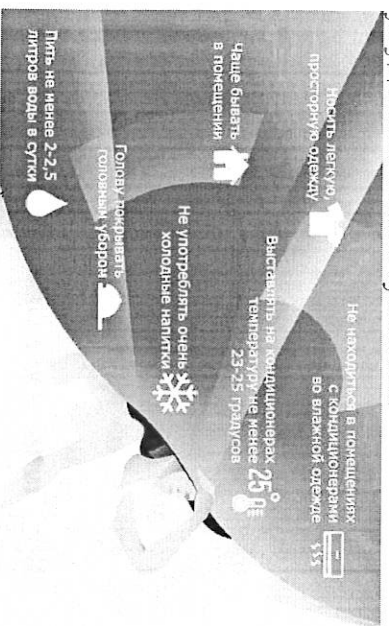 Носить легкую,
просторную одежду
Не находиться в помещениях
с кондиционерами
во влажной одежде
Чаще бывать
в помещении
Выставлять на кондиционерах
температуру не менее
23-25 градусов
25°
Голову покрывать
головным убором
Не употреблять очень
холодные напитки
Пить не менее 2-2,5
литров воды в сутки